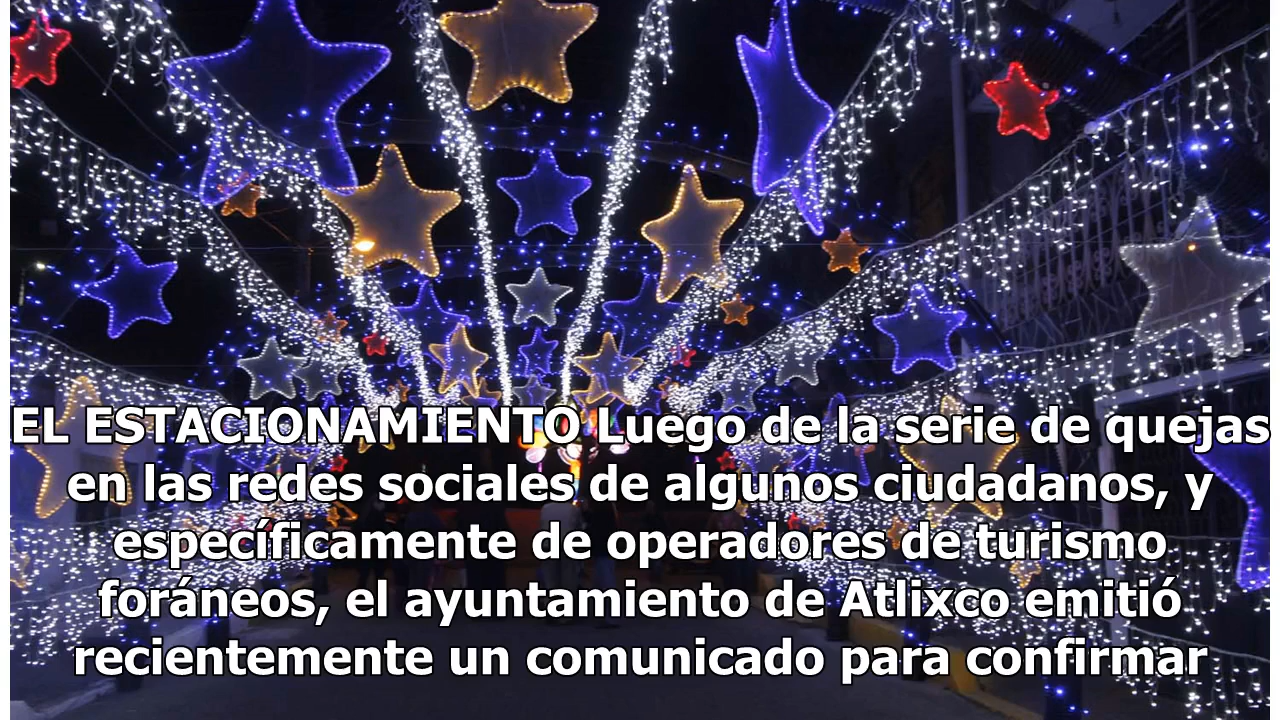 EL ESTACIONAMIENTO Luego de la serie de quejas
en las redes sociales de algunos ciudadanos, y
específicamente de operadores de turismo
foráneos, el ayuntamiento de Atlixco emitió
recientemente un comunicado para confirmar